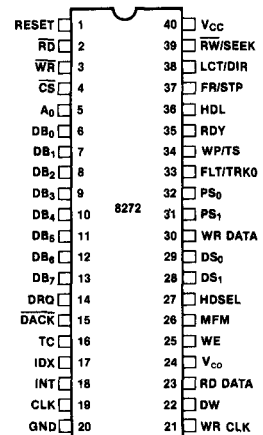 RESET 1 40 VCC
RD 2 39 RW/SEEK
WR 3 38 LCT/DIR
CS 4 37 FR/STP
A0 5 36 HDL
DB0 6 35 RDY
DB1 7 34 WP/TS
DB2 8 33 FLT/TRK0
DB3 9 32 PS0
DB4 10 8272 31 PS1
DB5 11 30 WR DATA
DB6 12 29 DS0
DB7 13 28 DS1
DRQ 14 27 HDSEL
DACK 15 26 MFM
TC 16 25 WE
IDX 17 24 VCO
INT 18 23 RD DATA
CLK 19 22 DW
GND 20 21 WR CLK